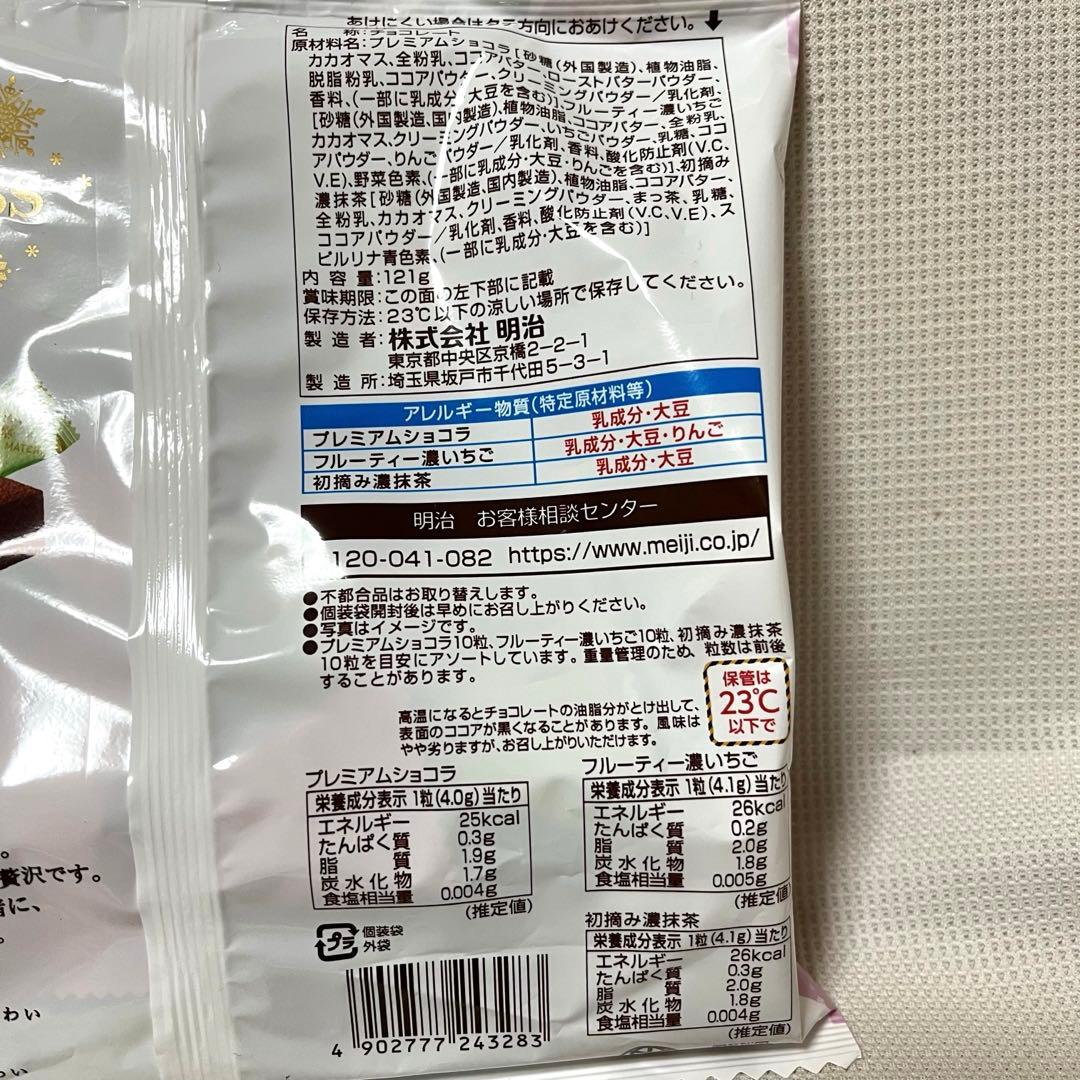 あけにくい場合はタテ方向におあけください。
名 称:チョコレート
原材料名:プレミアムショコラ[砂糖(外国製造)、植物油脂、
カカオマス、全粉乳、ココアバター、
脱脂粉乳、ココアパウダー、クリーミングパウダー、ローストバターパウダー、
香料、(一部に乳成分・大豆を含む)]、フルーティー濃いちご
[砂糖(外国製造、国内製造)、植物油脂、ココアバター、全粉乳、
カカオマス、クリーミングパウダー、いちごパウダー、乳糖、ココ
アパウダー、りんごパウダー/乳化剤、香料、酸化防止剤(V.C、
V.E)、野菜色素、(一部に乳成分・大豆・りんごを含む)]、初摘み
濃抹茶[砂糖(外国製造、国内製造)、植物油脂、ココアバター、
全粉乳、カカオマス、クリーミングパウダー、まっ茶、乳糖、
ココアパウダー/乳化剤、香料、酸化防止剤(V.C、V.E)、ス
ピルリナ青色素、(一部に乳成分・大豆を含む)]
内容量:121g
賞味期限:この面の左下部に記載
保存方法:23℃以下の涼しい場所で保存してください。
製造者:株式会社 明治
東京都中央区京橋2-2-1
製造所:埼玉県坂戸市千代田5-3-1
アレルギー物質(特定原材料等)
プレミアムショコラ 乳成分・大豆
フルーティー濃いちご 乳成分・大豆・りんご
初摘み濃抹茶 乳成分・大豆
明治 お客様相談センター
120-041-082 https://www.meiji.co.jp/
●不都合品はお取り替えします。
●個装袋開封後は早めにお召し上がりください。
●写真はイメージです。
●プレミアムショコラ10粒、フルーティー濃いちご10粒、初摘み濃抹茶
10粒を目安にアソートしています。重量管理のため、粒数は前後
することがあります。
保管は
23℃
以下で
高温になるとチョコレートの油脂分がとけ出して、
表面のココアが黒くなることがあります。風味は
やや劣りますが、お召し上がりいただけます。
プレミアムショコラ
栄養成分表示 1粒(4.0g)当たり
エネルギー 25kcal
たんぱく質 0.3g
脂質 1.9g
炭水化物 1.7g
食塩相当量 0.004g
(推定値)
フルーティー濃いちご
栄養成分表示 1粒(4.1g)当たり
エネルギー 26kcal
たんぱく質 0.2g
脂質 2.0g
炭水化物 1.8g
食塩相当量 0.005g
(推定値)
初摘み濃抹茶
栄養成分表示 1粒(4.1g)当たり
エネルギー 26kcal
たんぱく質 0.3g
脂質 2.0g
炭水化物 1.8g
食塩相当量 0.004g
(推定値)
プラ
個装袋
外袋
4 902777 243283
贅沢です。
に、
わい